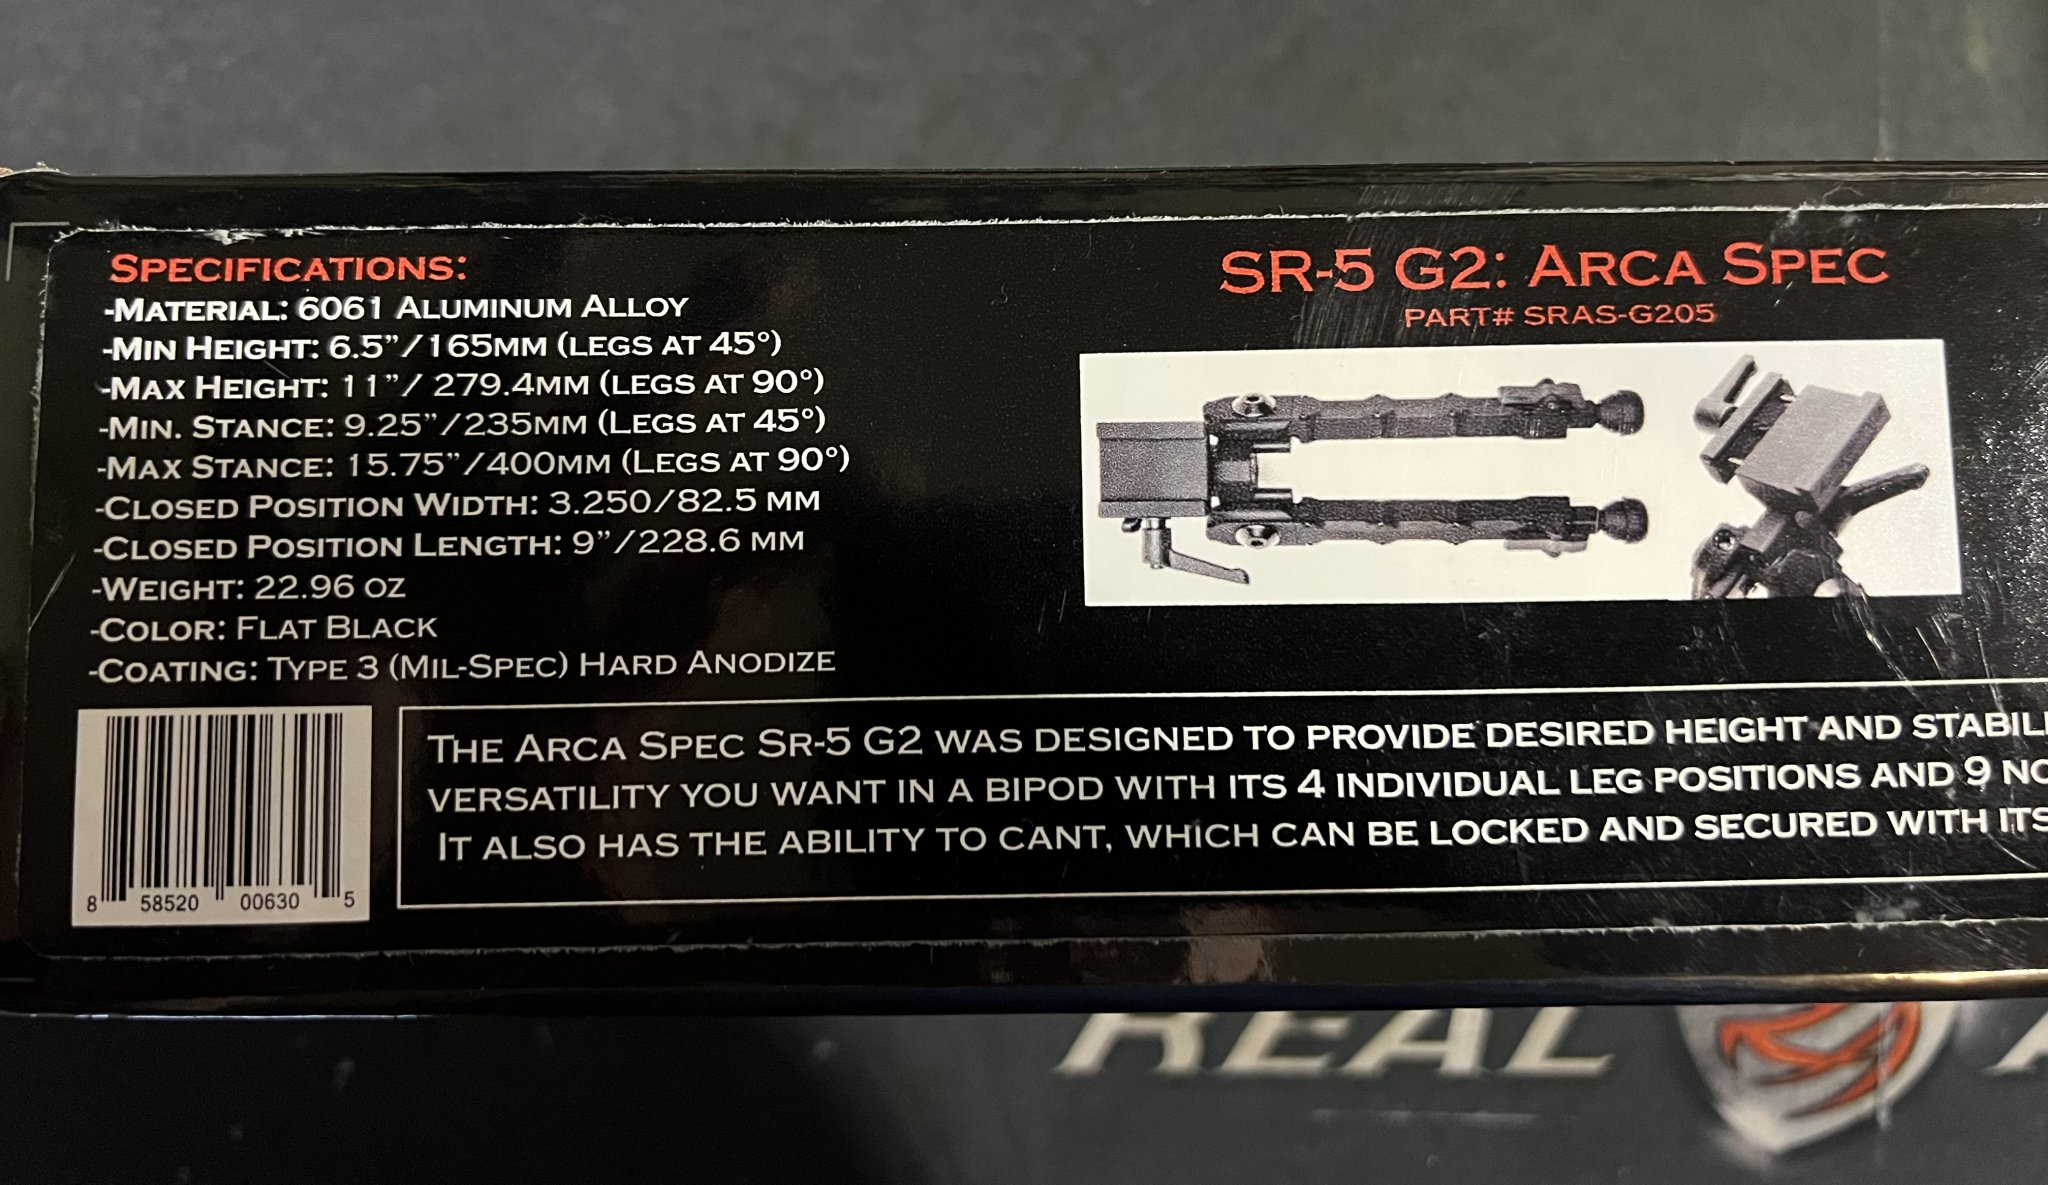 SPECIFICATIONS:
-MATERIAL: 6061 ALUMINUM ALLOY
-MIN HEIGHT: 6.5”/165MM (LEGS AT 45°)
-MAX HEIGHT: 11”/ 279.4MM (LEGS AT 90°)
-MIN. STANCE: 9.25”/235MM (LEGS AT 45°)
-MAX STANCE: 15.75”/400MM (LEGS AT 90°)
-CLOSED POSITION WIDTH: 3.250/82.5 MM
-CLOSED POSITION LENGTH: 9”/228.6 MM
-WEIGHT: 22.96 OZ
-COLOR: FLAT BLACK
-COATING: TYPE 3 (MIL-SPEC) HARD ANODIZE
SR-5 G2: ARCA SPEC
PART# SRAS-G205
8 58520 00630 5
THE ARCA SPEC SR-5 G2 WAS DESIGNED TO PROVIDE DESIRED HEIGHT AND
VERSATILITY YOU WANT IN A BIPOD WITH ITS 4 INDIVIDUAL LEG POSITIONS AND 9
IT ALSO HAS THE ABILITY TO CANT, WHICH CAN BE LOCKED AND SECURED WITH ITS
REAL